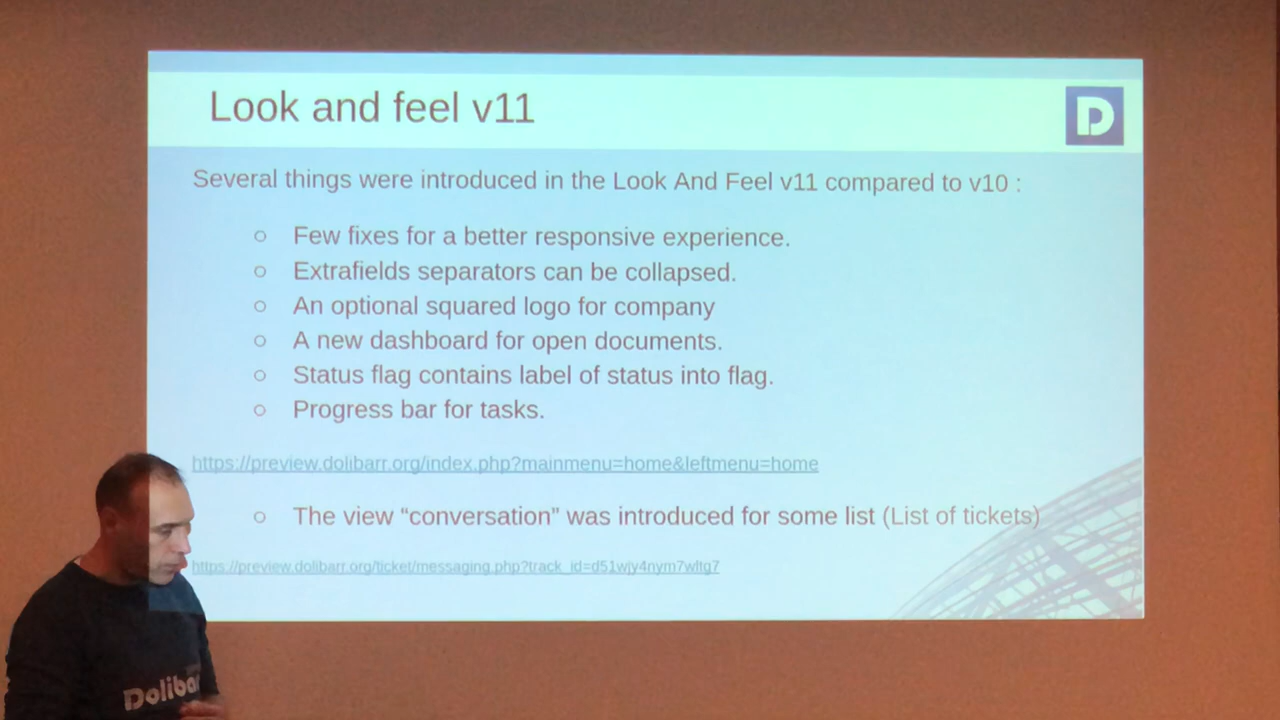 Look and feel v11
D
Several things were introduced in the Look And Feel v11 compared to v10 :
○ Few fixes for a better responsive experience.
○ Extrafields separators can be collapsed.
○ An optional squared logo for company
○ A new dashboard for open documents.
○ Status flag contains label of status into flag.
○ Progress bar for tasks.
https://preview.dolibarr.org/index.php?mainmenu=home&leftmenu=home
○ The view “conversation” was introduced for some list (List of tickets)
https://preview.dolibarr.org/ticket/messaging.php?track_id=d51wjy4nym7wltg7
Doliba